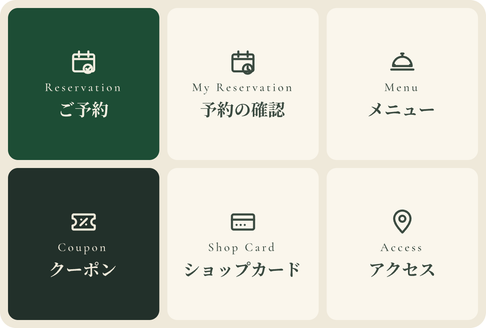 Reservation
ご予約
My Reservation
予約の確認
Menu
メニュー
Coupon
クーポン
Shop Card
ショップカード
Access
アクセス